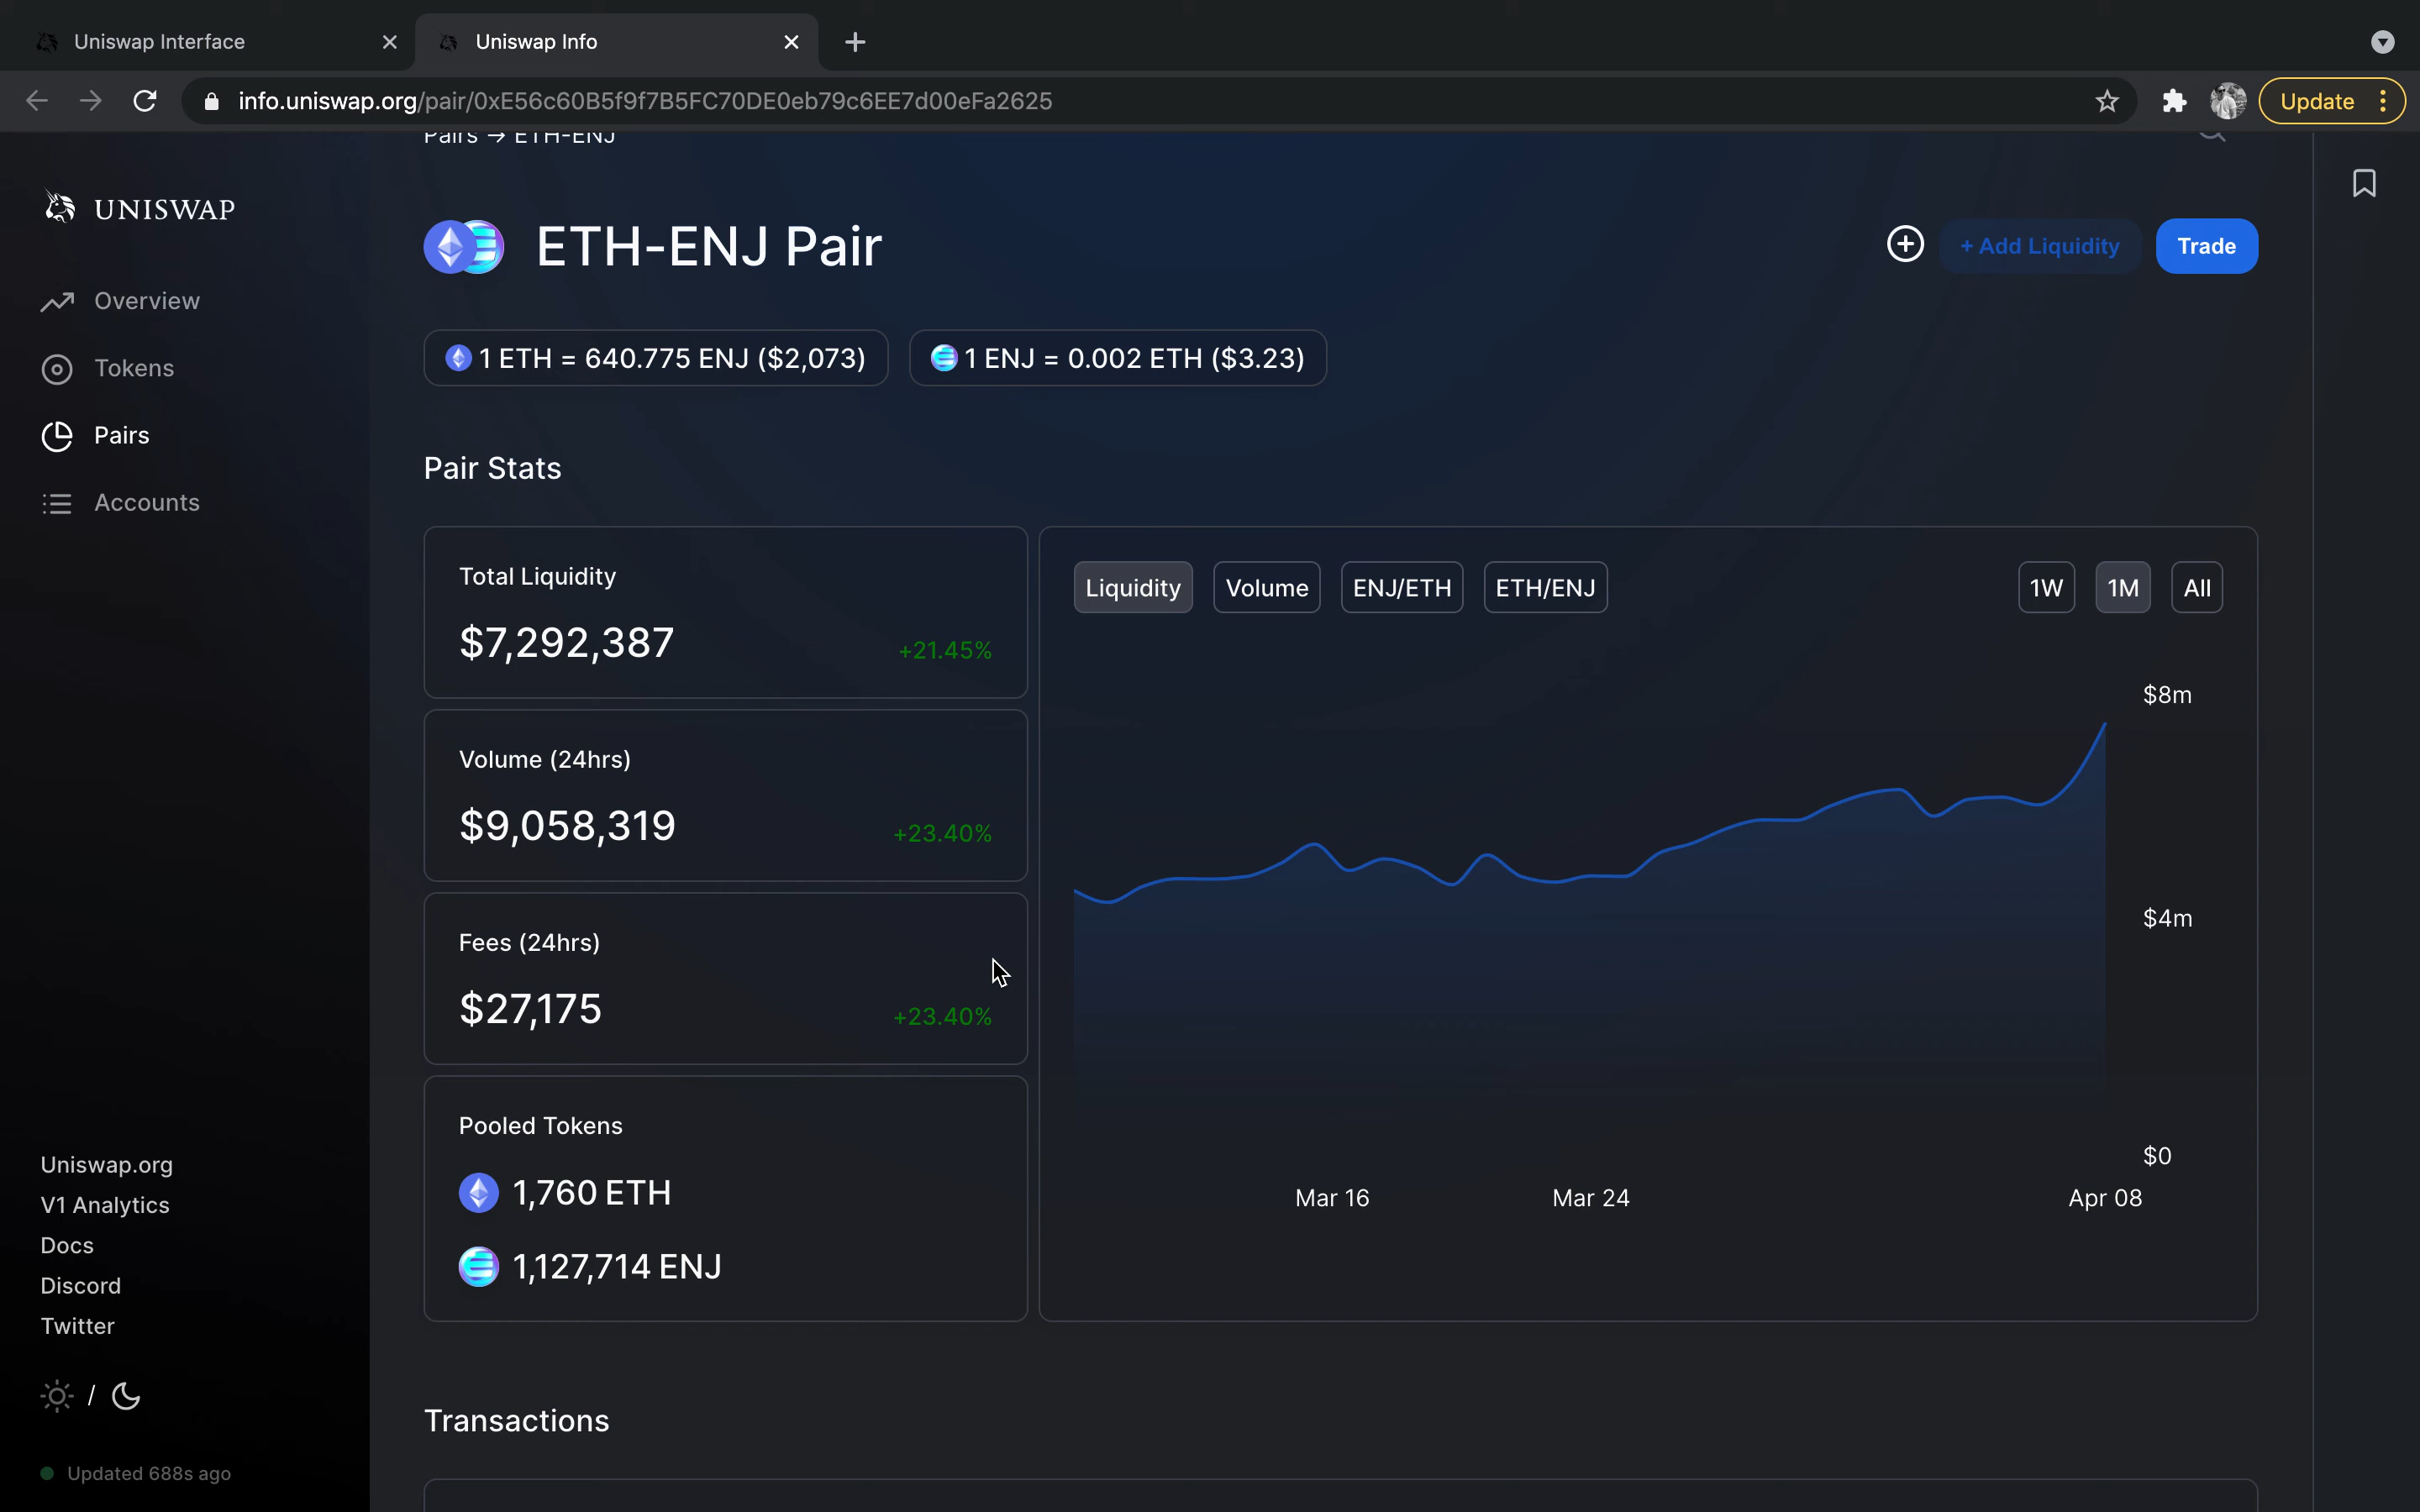 Uniswap Interface
Uniswap Info
info.uniswap.org/pair/0xE56c60B5f9f7B5FC70DE0eb79c6EE7d00eFa2625
Update
Pairs → ETH-ENJ
UNISWAP
Overview
Tokens
Pairs
Accounts
ETH-ENJ Pair
+ Add Liquidity
Trade
1 ETH = 640.775 ENJ ($2,073)
1 ENJ = 0.002 ETH ($3.23)
Pair Stats
Total Liquidity
$7,292,387
+21.45%
Volume (24hrs)
$9,058,319
+23.40%
Fees (24hrs)
$27,175
+23.40%
Pooled Tokens
1,760 ETH
1,127,714 ENJ
Liquidity
Volume
ENJ/ETH
ETH/ENJ
1W
1M
All
$8m
$4m
$0
Mar 16
Mar 24
Apr 08
Transactions
Uniswap.org
V1 Analytics
Docs
Discord
Twitter
/
Updated 688s ago